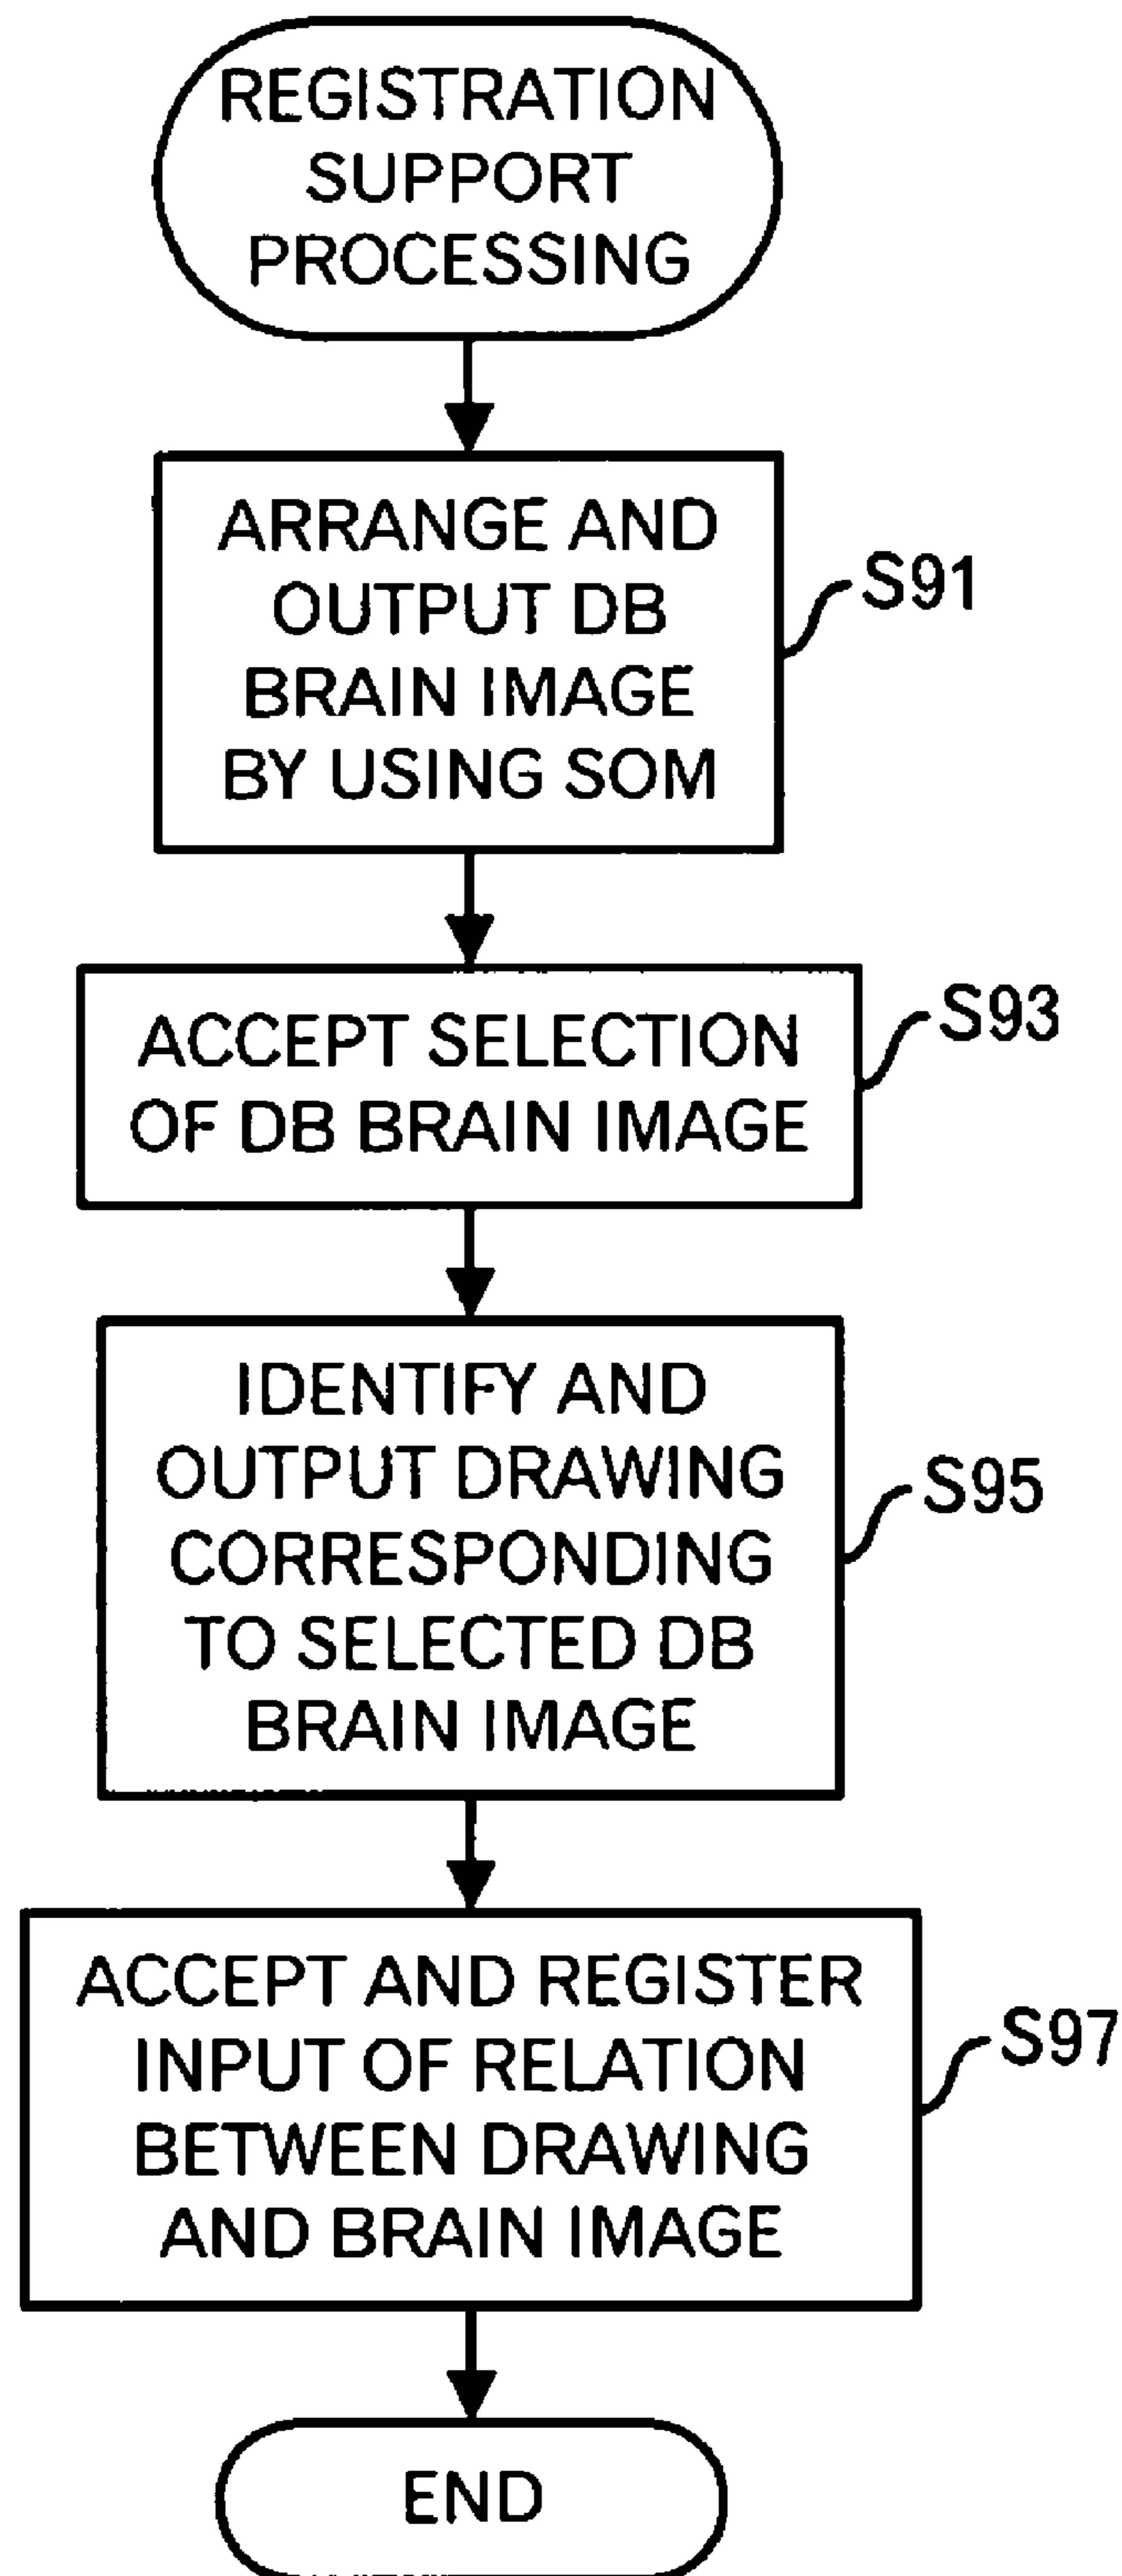 REGISTRATION
SUPPORT
PROCESSING
ARRANGE AND
OUTPUT DB
BRAIN IMAGE
BY USING SOM
S91
ACCEPT SELECTION
OF DB BRAIN IMAGE
S93
IDENTIFY AND
OUTPUT DRAWING
CORRESPONDING
TO SELECTED DB
BRAIN IMAGE
S95
ACCEPT AND REGISTER
INPUT OF RELATION
BETWEEN DRAWING
AND BRAIN IMAGE
S97
END